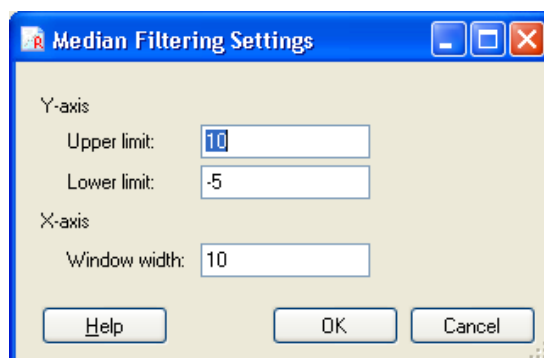 Median Filtering Settings
Y-axis
Upper limit: 10
Lower limit: -5
X-axis
Window width: 10
Help OK Cancel